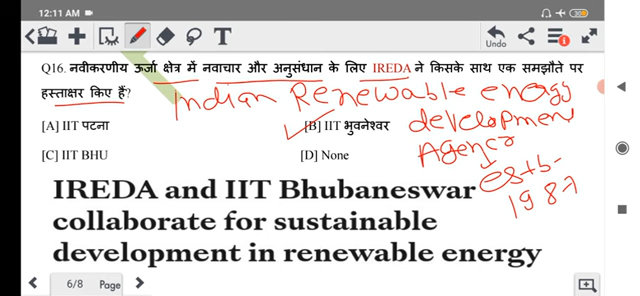 12:11 AM
30
Undo
Q16. नवीकरणीय ऊर्जा क्षेत्र में नवाचार और अनुसंधान के लिए IREDA ने किसके साथ एक समझौते पर
हस्ताक्षर किए हैं?
Indian Renewable energy
development
Agency
estb-
1987
[A] IIT पटना
[B] IIT भुवनेश्वर
[C] IIT BHU
[D] None
IREDA and IIT Bhubaneswar
collaborate for sustainable
development in renewable energy
6/8 Page